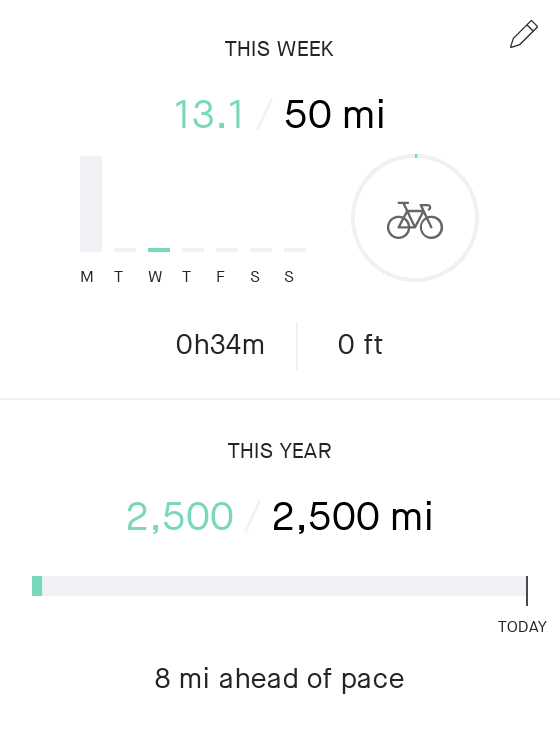 THIS WEEK
13.1 / 50 mi
M T W T F S S
0h34m 0 ft
THIS YEAR
2,500 / 2,500 mi
TODAY
8 mi ahead of pace